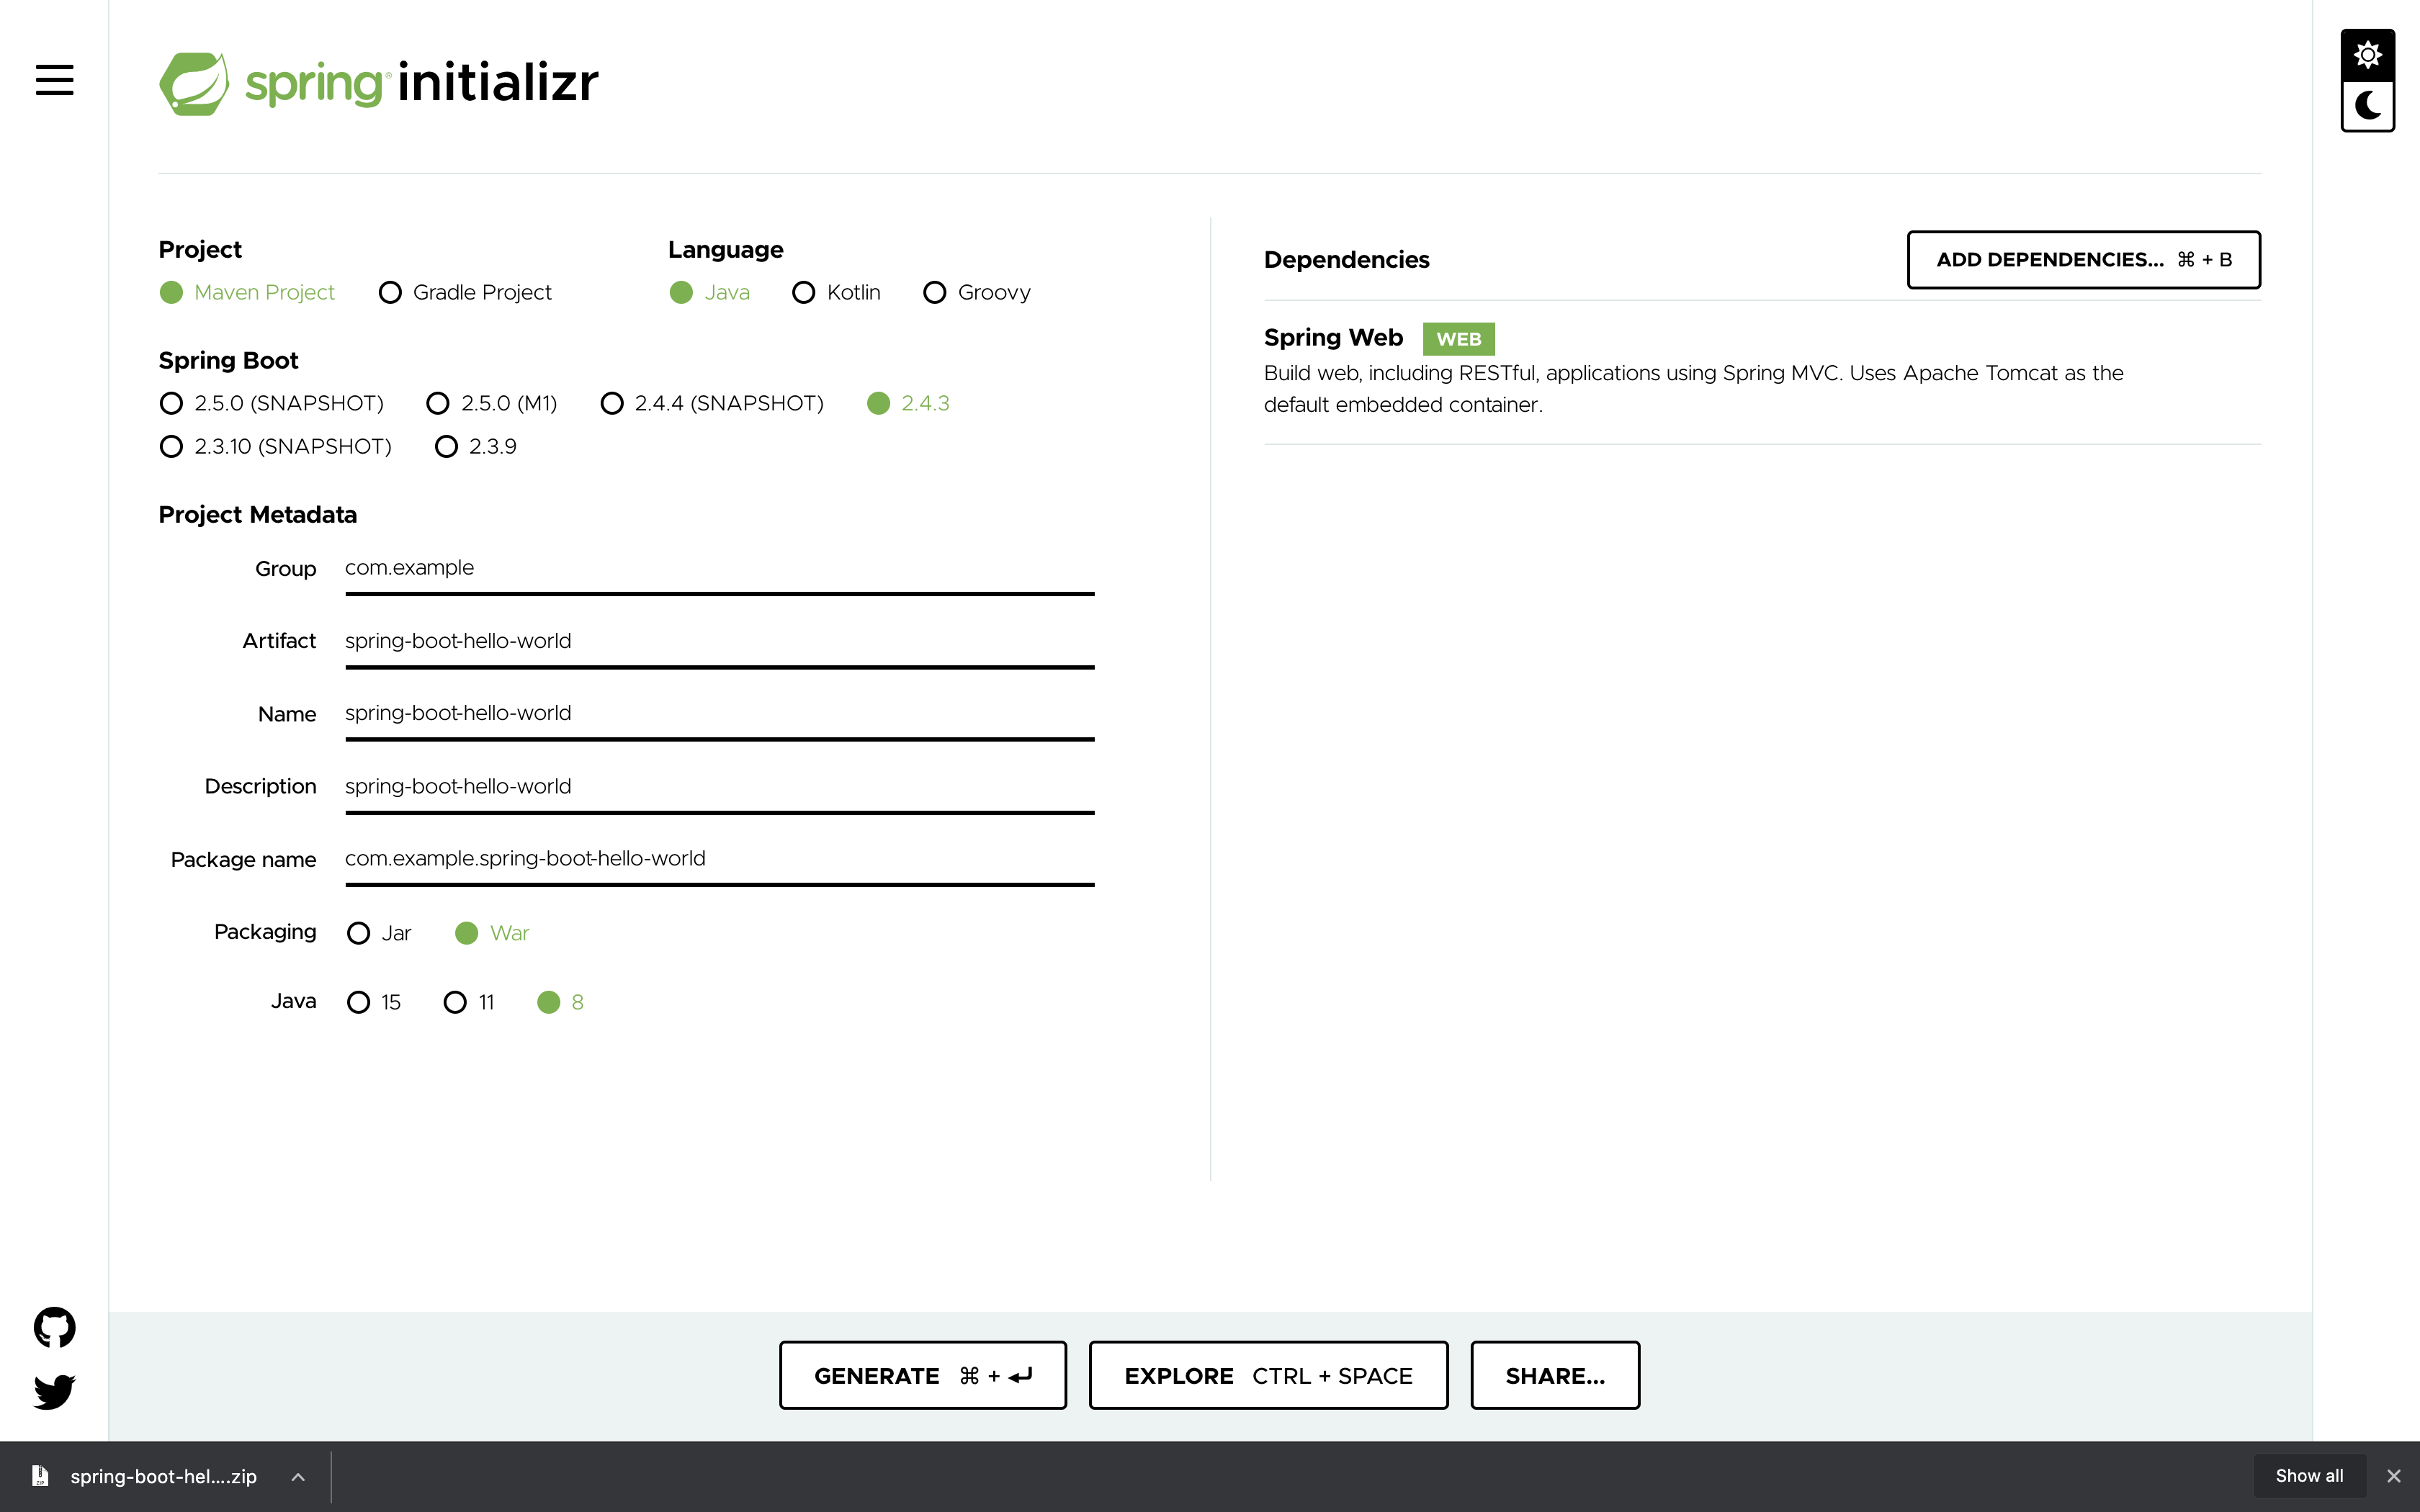 spring initializr
Project
Maven Project Gradle Project
Language
Java Kotlin Groovy
Spring Boot
2.5.0 (SNAPSHOT) 2.5.0 (M1) 2.4.4 (SNAPSHOT) 2.4.3
2.3.10 (SNAPSHOT) 2.3.9
Project Metadata
Group com.example
Artifact spring-boot-hello-world
Name spring-boot-hello-world
Description spring-boot-hello-world
Package name com.example.spring-boot-hello-world
Packaging Jar War
Java 15 11 8
Dependencies
ADD DEPENDENCIES... ⌘ + B
Spring Web WEB
Build web, including RESTful, applications using Spring MVC. Uses Apache Tomcat as the
default embedded container.
GENERATE ⌘ + ↵
EXPLORE CTRL + SPACE
SHARE...
spring-boot-hel....zip
Show all